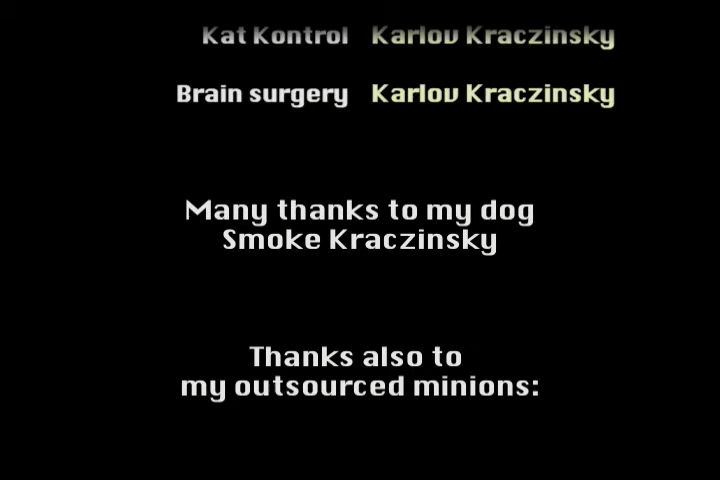 Kat Kontrol Karlov Kraczinsky
Brain surgery Karlov Kraczinsky
Many thanks to my dog
Smoke Kraczinsky
Thanks also to
my outsourced minions: